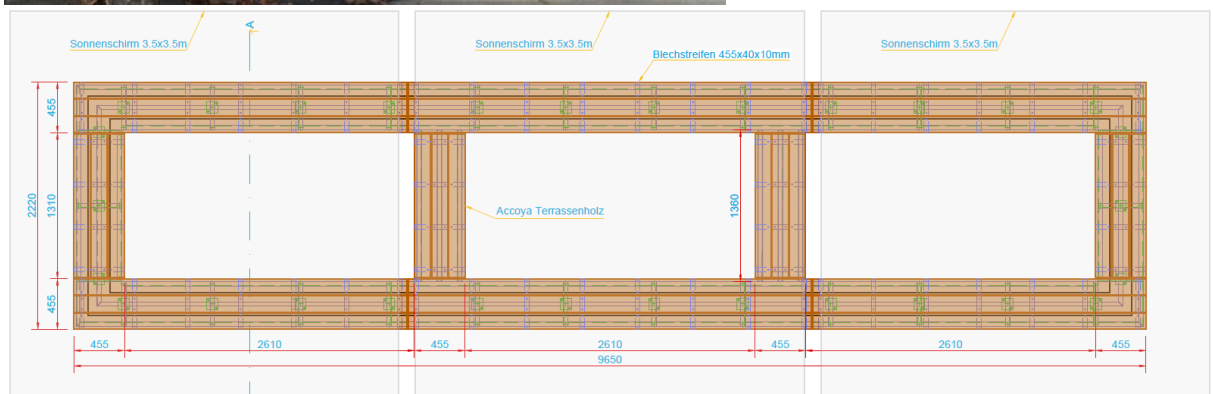 A
Sonnenschirm 3.5x3.5m
Sonnenschirm 3.5x3.5m
Sonnenschirm 3.5x3.5m
Blechstreifen 455x40x10mm
455
2220
1310
1360
Accoya Terrassenholz
455
455
2610
455
2610
455
2610
455
9650